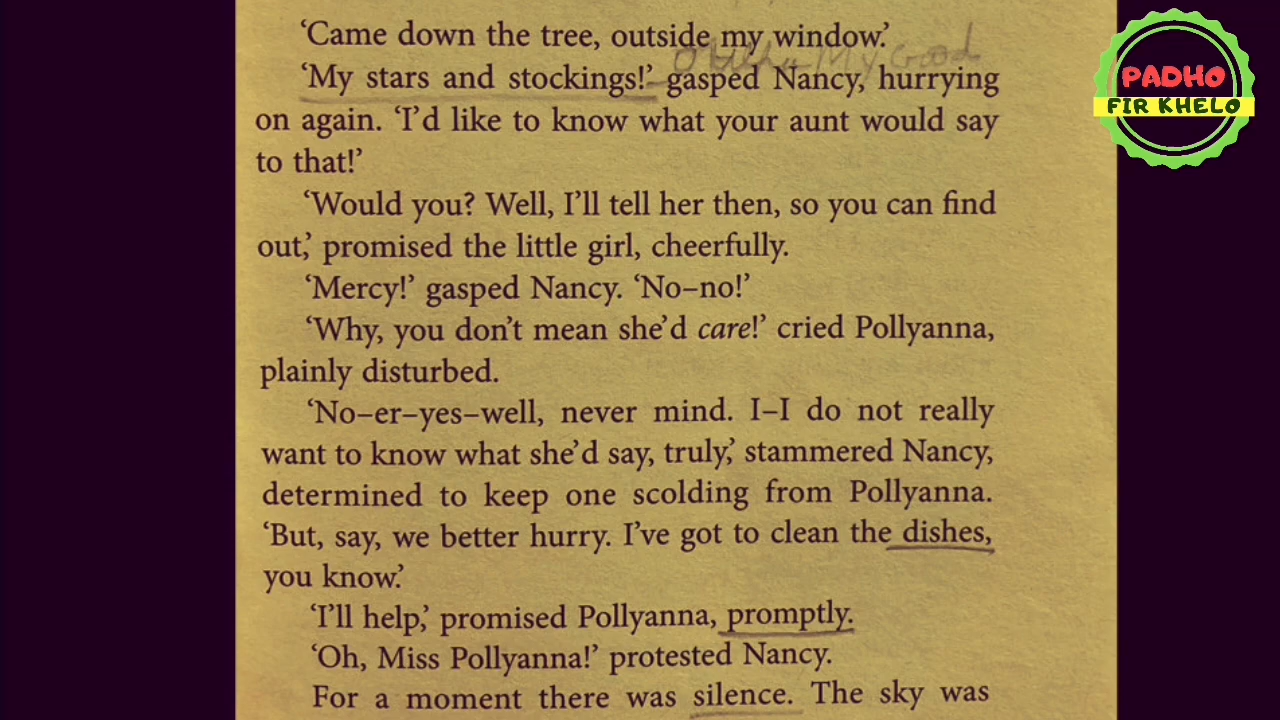 ‘Came down the tree, outside my window.’
My Good
‘My stars and stockings!’ gasped Nancy, hurrying
on again. ‘I’d like to know what your aunt would say
to that!’
‘Would you? Well, I’ll tell her then, so you can find
out,’ promised the little girl, cheerfully.
‘Mercy!’ gasped Nancy. ‘No–no!’
‘Why, you don’t mean she’d care!’ cried Pollyanna,
plainly disturbed.
‘No–er–yes–well, never mind. I–I do not really
want to know what she’d say, truly,’ stammered Nancy,
determined to keep one scolding from Pollyanna.
‘But, say, we better hurry. I’ve got to clean the dishes,
you know.’
‘I’ll help,’ promised Pollyanna, promptly.
‘Oh, Miss Pollyanna!’ protested Nancy.
For a moment there was silence. The sky was
PADHO
FIR KHELO